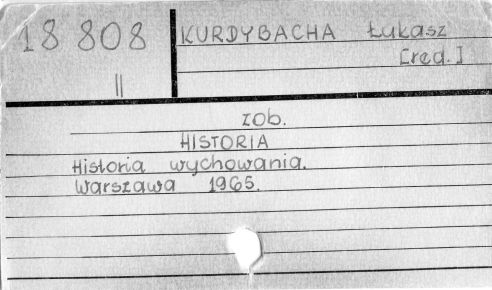 18 808
II
KURDYBACHA Łukasz
[red.]
zob.
HISTORIA
Historia wychowania.
Warszawa 1965.